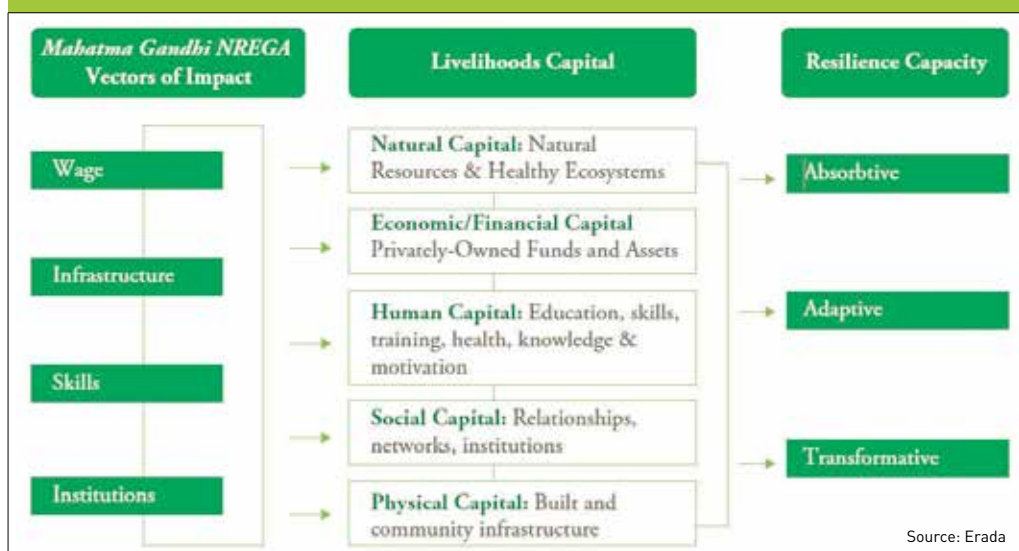 Mahatma Gandhi NREGA
Vectors of Impact
Wage
Infrastructure
Skills
Institutions
Livelihoods Capital
Natural Capital: Natural
Resources & Healthy Ecosystems
Economic/Financial Capital
Privately-Owned Funds and Assets
Human Capital: Education, skills,
training, health, knowledge &
motivation
Social Capital: Relationships,
networks, institutions
Physical Capital: Built and
community infrastructure
Resilience Capacity
Absorbtive
Adaptive
Transformative
Source: Erada